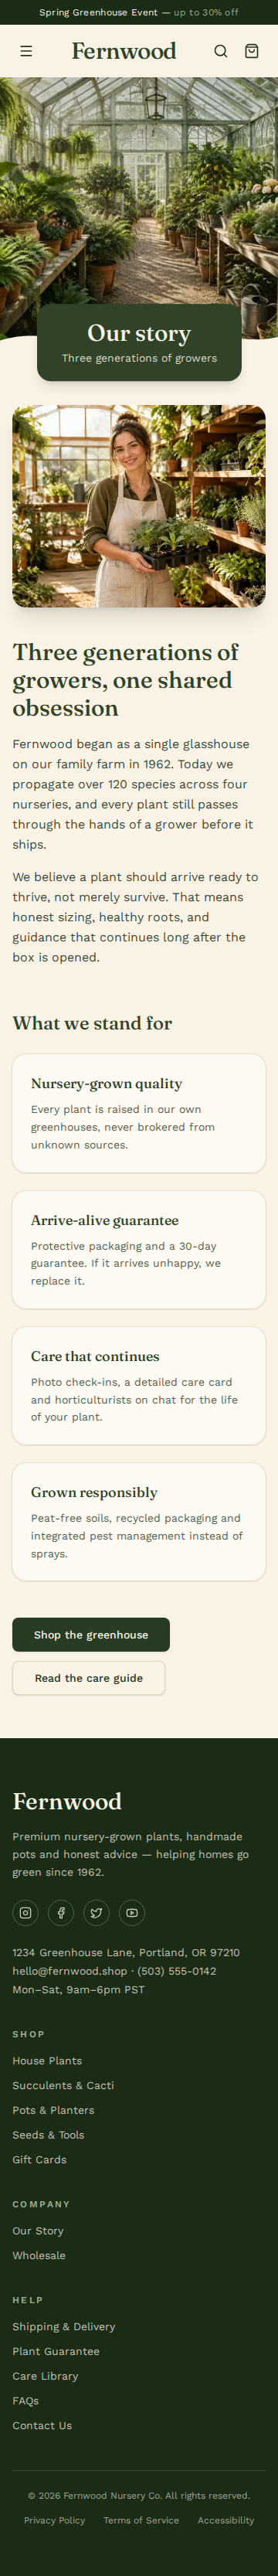 Spring Greenhouse Event — up to 30% off
Fernwood
Our story
Three generations of growers
Three generations of
growers, one shared
obsession
Fernwood began as a single glasshouse
on our family farm in 1962. Today we
propagate over 120 species across four
nurseries, and every plant still passes
through the hands of a grower before it
ships.
We believe a plant should arrive ready to
thrive, not merely survive. That means
honest sizing, healthy roots, and
guidance that continues long after the
box is opened.
What we stand for
Nursery-grown quality
Every plant is raised in our own
greenhouses, never brokered from
unknown sources.
Arrive-alive guarantee
Protective packaging and a 30-day
guarantee. If it arrives unhappy, we
replace it.
Care that continues
Photo check-ins, a detailed care card
and horticulturists on chat for the life
of your plant.
Grown responsibly
Peat-free soils, recycled packaging and
integrated pest management instead of
sprays.
Shop the greenhouse
Read the care guide
Fernwood
Premium nursery-grown plants, handmade
pots and honest advice — helping homes go
green since 1962.
1234 Greenhouse Lane, Portland, OR 97210
hello@fernwood.shop · (503) 555-0142
Mon–Sat, 9am–6pm PST
SHOP
House Plants
Succulents & Cacti
Pots & Planters
Seeds & Tools
Gift Cards
COMPANY
Our Story
Wholesale
HELP
Shipping & Delivery
Plant Guarantee
Care Library
FAQs
Contact Us
© 2026 Fernwood Nursery Co. All rights reserved.
Privacy Policy Terms of Service Accessibility